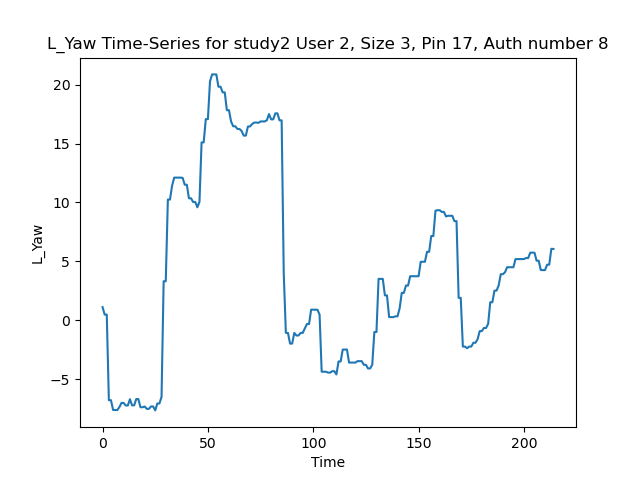 L_Yaw Time-Series for study2 User 2, Size 3, Pin 17, Auth number 8
20
15
10
5
0
−5
L_Yaw
0 50 100 150 200
Time